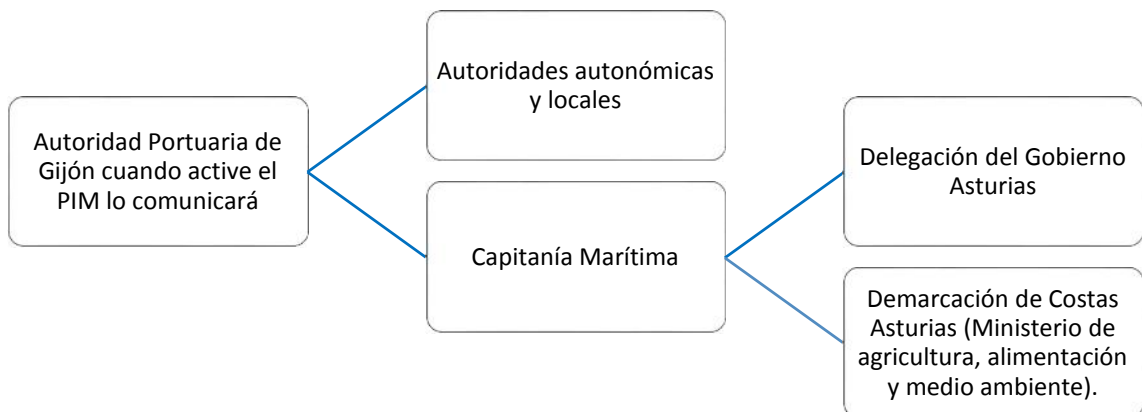 Autoridad Portuaria de
Gijón cuando active el
PIM lo comunicará
Autoridades autonómicas
y locales
Capitanía Marítima
Delegación del Gobierno
Asturias
Demarcación de Costas
Asturias (Ministerio de
agricultura, alimentación
y medio ambiente).